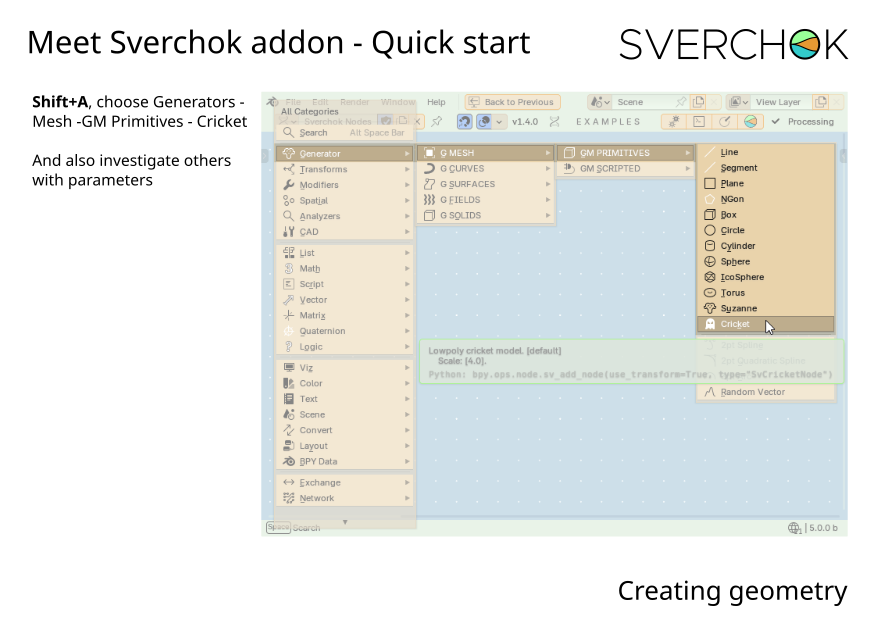 Meet Sverchok addon - Quick start
SVERCHOK
Shift+A, choose Generators -
Mesh -GM Primitives - Cricket
And also investigate others
with parameters
File Edit Render Window Help Back to Previous Scene View Layer
All Categories
Sverchok Nodes v1.4.0 EXAMPLES Processing
Search Alt Space Bar
Generator
Transforms
Modifiers
Spatial
Analyzers
CAD
List
Math
Script
Vector
Matrix
Quaternion
Logic
Viz
Color
Text
Scene
Convert
Layout
BPY Data
Exchange
Network
G MESH
G CURVES
G SURFACES
G FIELDS
G SOLIDS
GM PRIMITIVES
GM SCRIPTED
Line
Segment
Plane
NGon
Box
Circle
Cylinder
Sphere
IcoSphere
Torus
Suzanne
Cricket
Random Vector
Lowpoly cricket model. [default]
Scale: [4.0].
Python: bpy.ops.node.sv_add_node(use_transform=True, type="SvCricketNode")
Space Search
5.0.0 b
Creating geometry